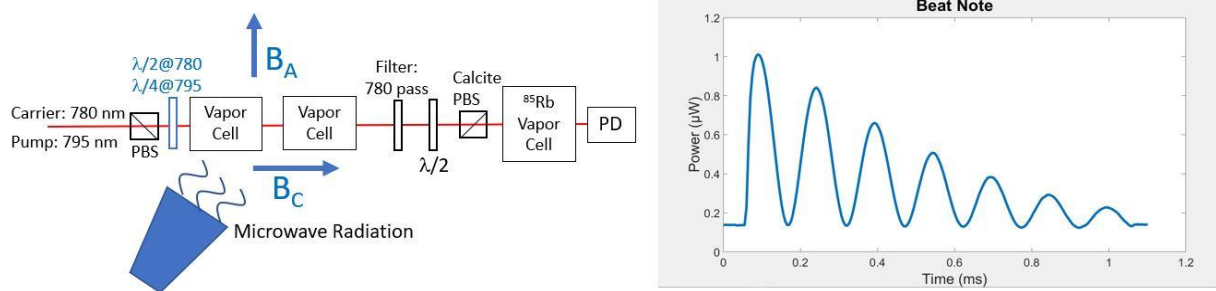 λ/2@780
λ/4@795
B_A
Filter:
780 pass
Calcite
PBS
Carrier: 780 nm
Pump: 795 nm
PBS
Vapor
Cell
Vapor
Cell
λ/2
⁸⁵Rb
Vapor
Cell
PD
B_C
Microwave Radiation
Beat Note
Power (μW)
1.2
1
0.8
0.6
0.4
0.2
0
0
0.2
0.4
0.6
0.8
1
1.2
Time (ms)